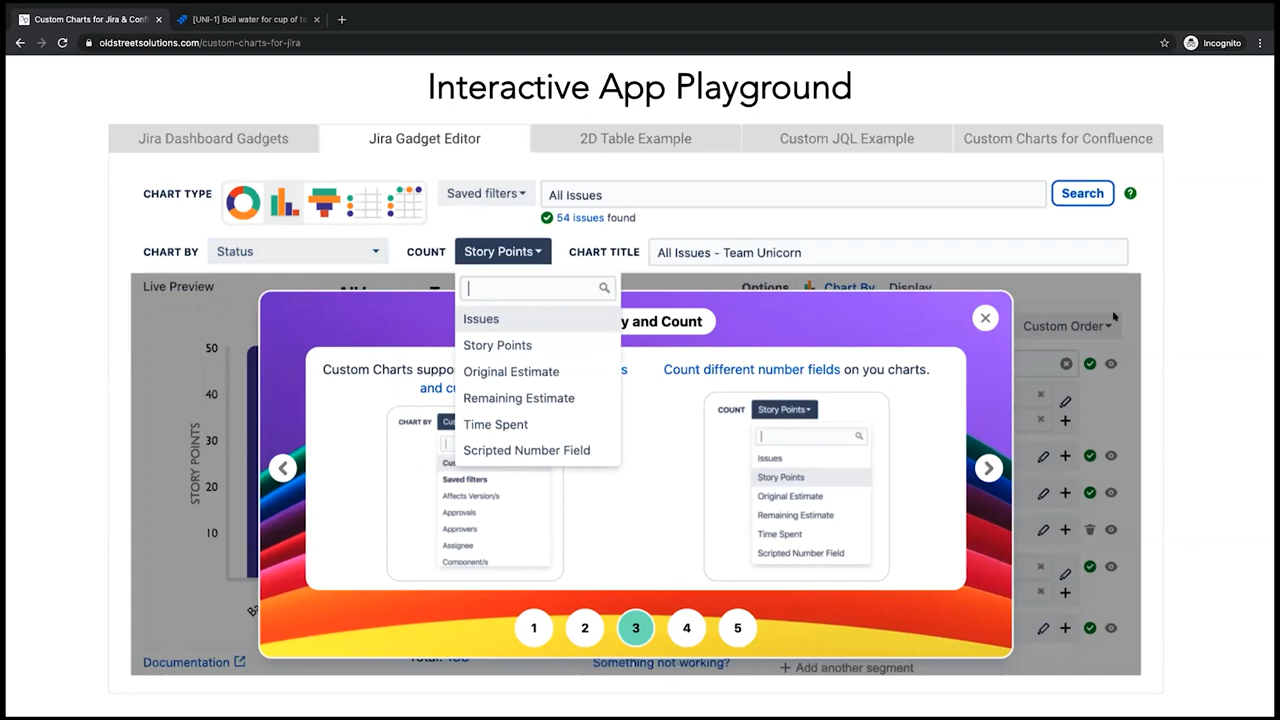 Custom Charts for Jira & Confl
[UNI-1] Boil water for cup of te
oldstreetsolutions.com/custom-charts-for-jira
Incognito
Interactive App Playground
Jira Dashboard Gadgets
Jira Gadget Editor
2D Table Example
Custom JQL Example
Custom Charts for Confluence
CHART TYPE
Saved filters
All Issues
Search
54 issues found
CHART BY
Status
COUNT
Story Points
CHART TITLE
All Issues - Team Unicorn
Live Preview
Options
Chart By
Display
Issues
Story Points
Original Estimate
Remaining Estimate
Time Spent
Scripted Number Field
y and Count
Custom Order
50
40
30
20
10
STORY POINTS
Custom Charts suppo
s
and cu
CHART BY
Cu
Cus
Saved filters
Affects Version/s
Approvals
Approvers
Assignee
Component/s
Count different number fields on you charts.
COUNT
Story Points
Issues
Story Points
Original Estimate
Remaining Estimate
Time Spent
Scripted Number Field
1
2
3
4
5
Documentation
Something not working?
Add another segment